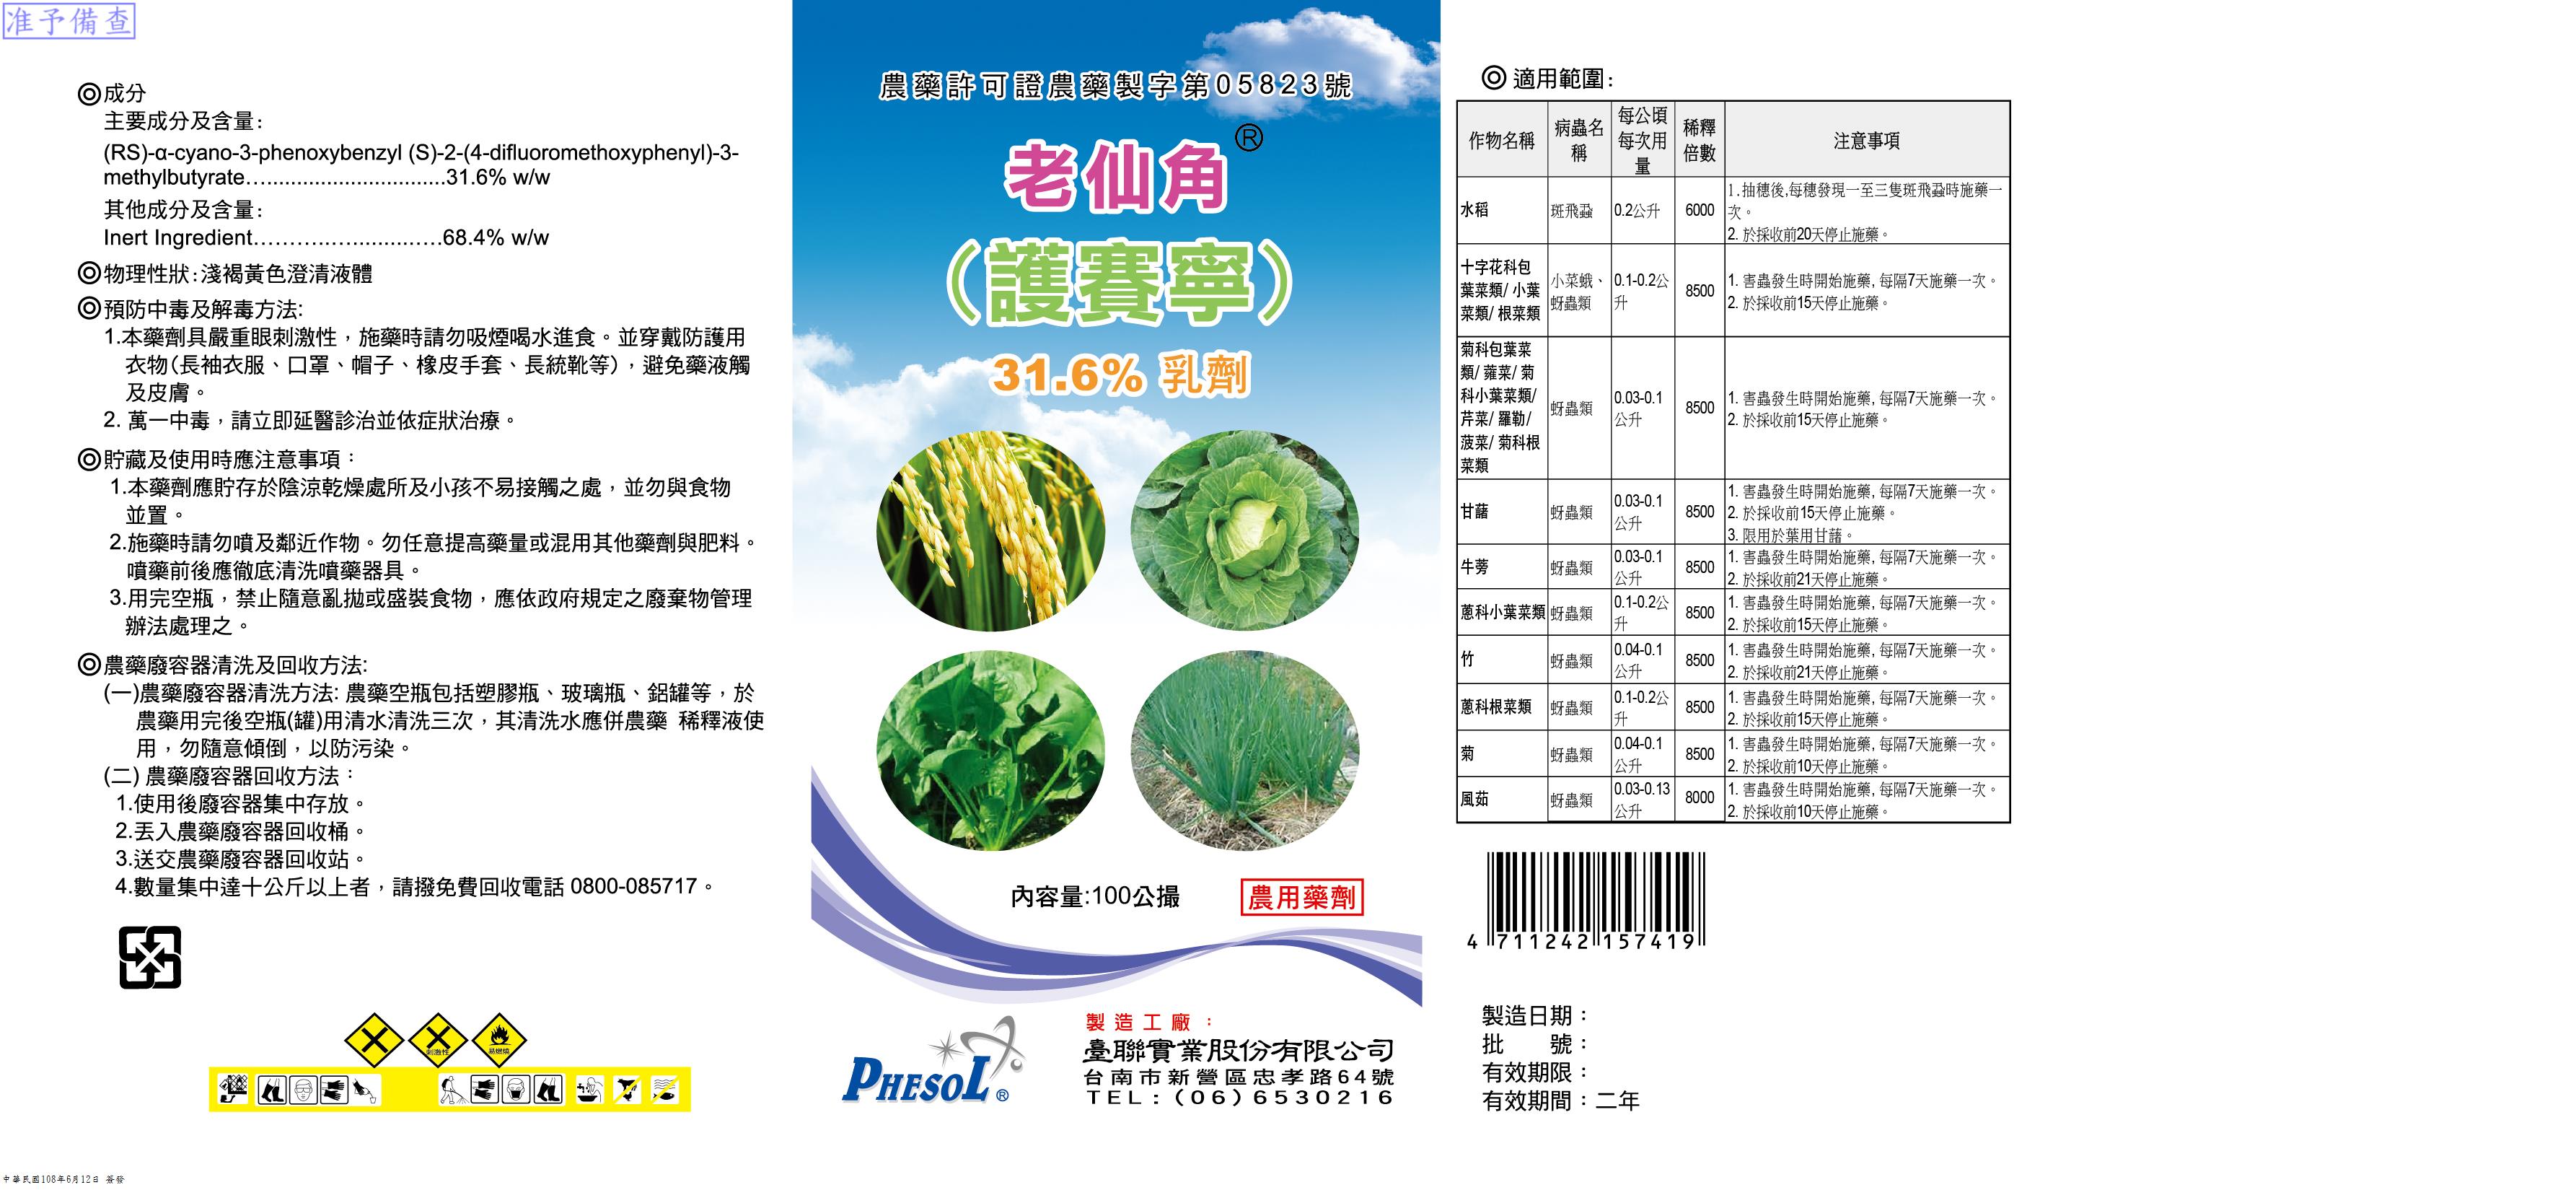 准予備查
◎成分
主要成分及含量:
(RS)-α-cyano-3-phenoxybenzyl (S)-2-(4-difluoromethoxyphenyl)-3-
methylbutyrate…...............................31.6% w/w
其他成分及含量:
Inert Ingredient………..…...........…68.4% w/w
◎物理性狀:淺褐黃色澄清液體
◎預防中毒及解毒方法:
1.本藥劑具嚴重眼刺激性，施藥時請勿吸煙喝水進食。並穿戴防護用
衣物(長袖衣服、口罩、帽子、橡皮手套、長統靴等)，避免藥液觸
及皮膚。
2. 萬一中毒，請立即延醫診治並依症狀治療。
◎貯藏及使用時應注意事項：
1.本藥劑應貯存於陰涼乾燥處所及小孩不易接觸之處，並勿與食物
並置。
2.施藥時請勿噴及鄰近作物。勿任意提高藥量或混用其他藥劑與肥料。
噴藥前後應徹底清洗噴藥器具。
3.用完空瓶，禁止隨意亂拋或盛裝食物，應依政府規定之廢棄物管理
辦法處理之。
◎農藥廢容器清洗及回收方法:
(一)農藥廢容器清洗方法: 農藥空瓶包括塑膠瓶、玻璃瓶、鋁罐等，於
農藥用完後空瓶(罐)用清水清洗三次，其清洗水應併農藥 稀釋液使
用，勿隨意傾倒，以防污染。
(二) 農藥廢容器回收方法：
1.使用後廢容器集中存放。
2.丟入農藥廢容器回收桶。
3.送交農藥廢容器回收站。
4.數量集中達十公斤以上者，請撥免費回收電話 0800-085717。
刺激性
易燃燒
中華民國108年6月12日 簽發
農藥許可證農藥製字第05823號
老仙角®
(護賽寧)
31.6% 乳劑
內容量:100公撮
農用藥劑
PHESOL®
製造工廠：
臺聯實業股份有限公司
台南市新營區忠孝路64號
TEL:(06)6530216
◎ 適用範圍:
作物名稱 病蟲名稱 每公頃每次用量 稀釋倍數 注意事項
水稻 斑飛蝨 0.2公升 6000 1.抽穗後,每穗發現一至三隻斑飛蝨時施藥一次。
2. 於採收前20天停止施藥。
十字花科包葉菜類/ 小葉菜類/ 根菜類 小菜蛾、蚜蟲類 0.1-0.2公升 8500 1. 害蟲發生時開始施藥, 每隔7天施藥一次。
2. 於採收前15天停止施藥。
菊科包葉菜類/ 蕹菜/ 菊科小葉菜類/ 芹菜/ 羅勒/ 菠菜/ 菊科根菜類 蚜蟲類 0.03-0.1公升 8500 1. 害蟲發生時開始施藥, 每隔7天施藥一次。
2. 於採收前15天停止施藥。
甘藷 蚜蟲類 0.03-0.1公升 8500 1. 害蟲發生時開始施藥, 每隔7天施藥一次。
2. 於採收前15天停止施藥。
3. 限用於葉用甘藷。
牛蒡 蚜蟲類 0.03-0.1公升 8500 1. 害蟲發生時開始施藥, 每隔7天施藥一次。
2. 於採收前21天停止施藥。
蔥科小葉菜類 蚜蟲類 0.1-0.2公升 8500 1. 害蟲發生時開始施藥, 每隔7天施藥一次。
2. 於採收前15天停止施藥。
竹 蚜蟲類 0.04-0.1公升 8500 1. 害蟲發生時開始施藥, 每隔7天施藥一次。
2. 於採收前21天停止施藥。
蔥科根菜類 蚜蟲類 0.1-0.2公升 8500 1. 害蟲發生時開始施藥, 每隔7天施藥一次。
2. 於採收前15天停止施藥。
菊 蚜蟲類 0.04-0.1公升 8500 1. 害蟲發生時開始施藥, 每隔7天施藥一次。
2. 於採收前10天停止施藥。
風茹 蚜蟲類 0.03-0.13公升 8000 1. 害蟲發生時開始施藥, 每隔7天施藥一次。
2. 於採收前10天停止施藥。
4 711242 157419
製造日期：
批　　號：
有效期限：
有效期間：二年